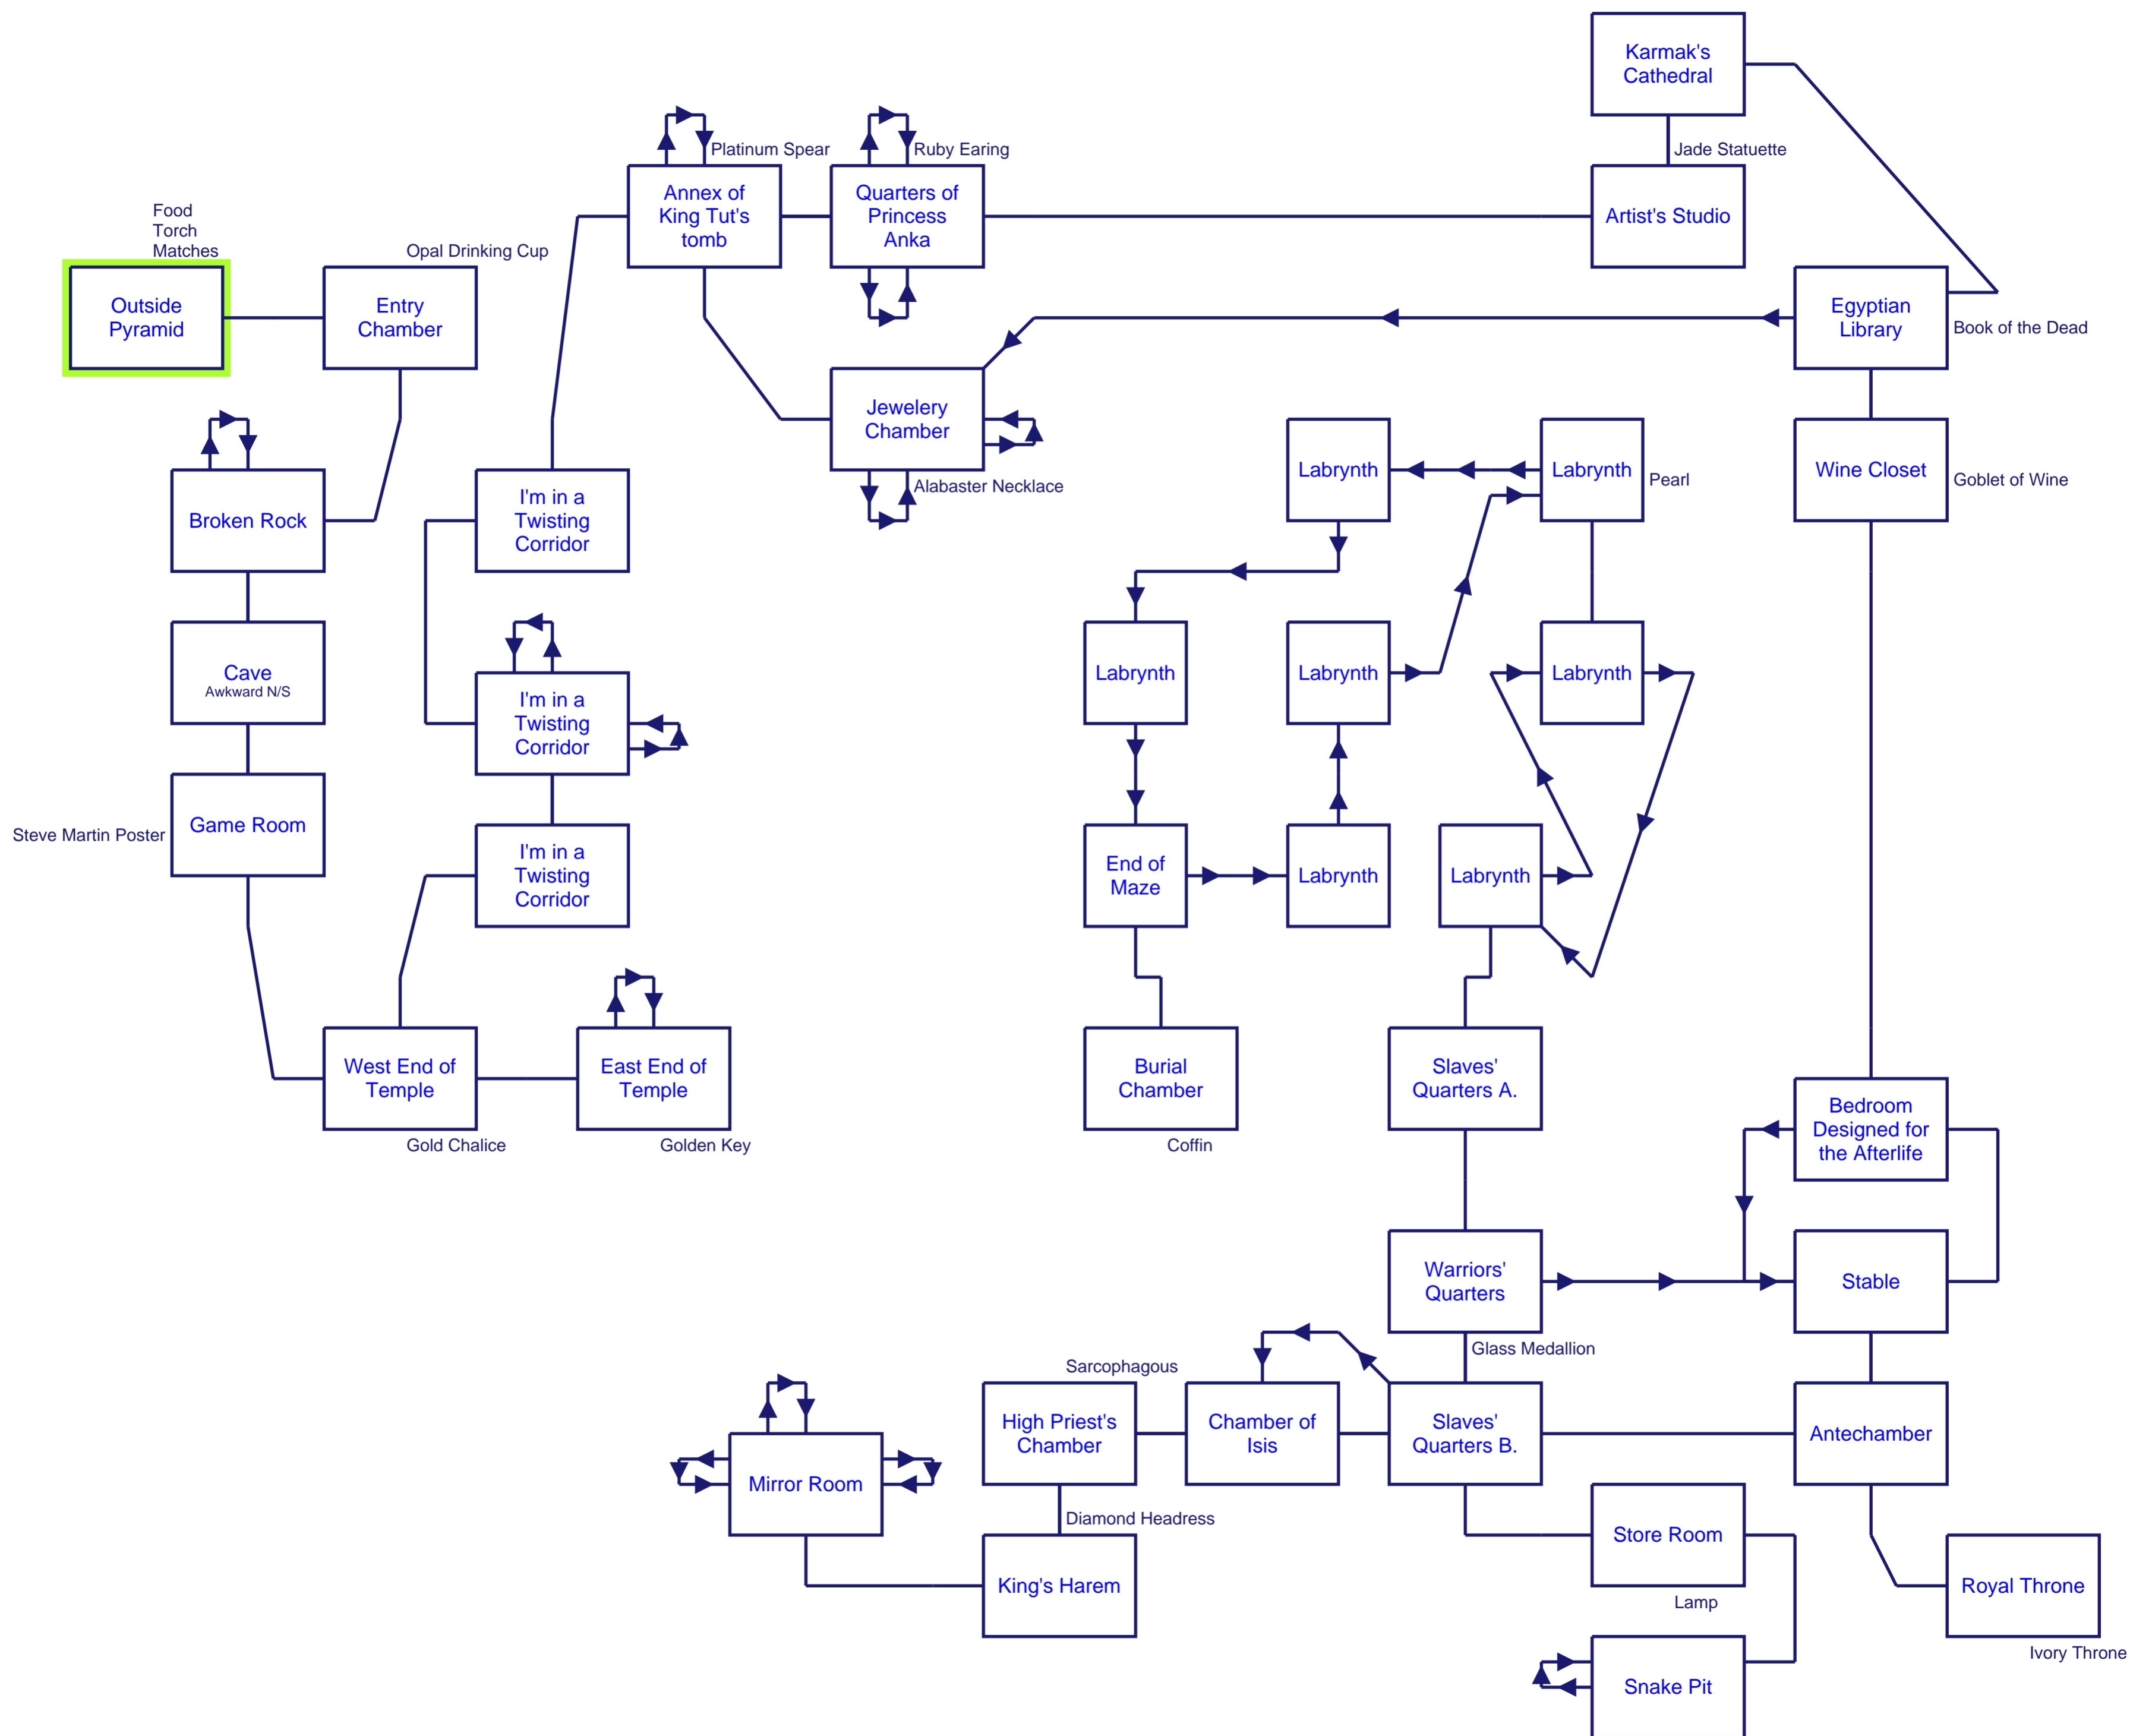 Karmak's
Cathedral
Jade Statuette
Platinum Spear
Ruby Earing
Annex of
King Tut's
tomb
Quarters of
Princess
Anka
Artist's Studio
Food
Torch
Matches
Opal Drinking Cup
Outside
Pyramid
Entry
Chamber
Egyptian
Library
Book of the Dead
Jewelery
Chamber
Alabaster Necklace
Labrynth
Labrynth
Pearl
Wine Closet
Goblet of Wine
Broken Rock
I'm in a
Twisting
Corridor
Cave
Awkward N/S
I'm in a
Twisting
Corridor
Labrynth
Labrynth
Labrynth
Steve Martin Poster
Game Room
I'm in a
Twisting
Corridor
End of
Maze
Labrynth
Labrynth
West End of
Temple
Gold Chalice
East End of
Temple
Golden Key
Burial
Chamber
Coffin
Slaves'
Quarters A.
Bedroom
Designed for
the Afterlife
Warriors'
Quarters
Glass Medallion
Stable
Sarcophagous
High Priest's
Chamber
Chamber of
Isis
Slaves'
Quarters B.
Antechamber
Mirror Room
Diamond Headress
King's Harem
Store Room
Lamp
Royal Throne
Ivory Throne
Snake Pit